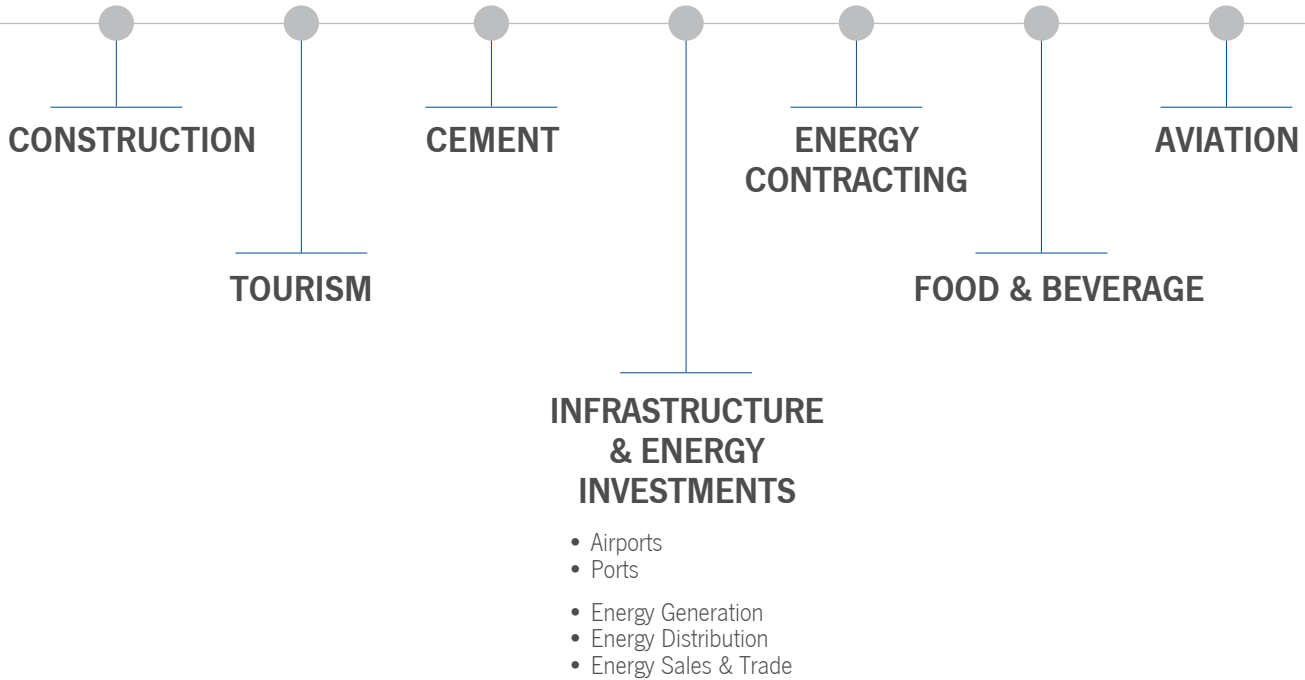 CONSTRUCTION
TOURISM
CEMENT
INFRASTRUCTURE
& ENERGY
INVESTMENTS
• Airports
• Ports
• Energy Generation
• Energy Distribution
• Energy Sales & Trade
ENERGY
CONTRACTING
FOOD & BEVERAGE
AVIATION